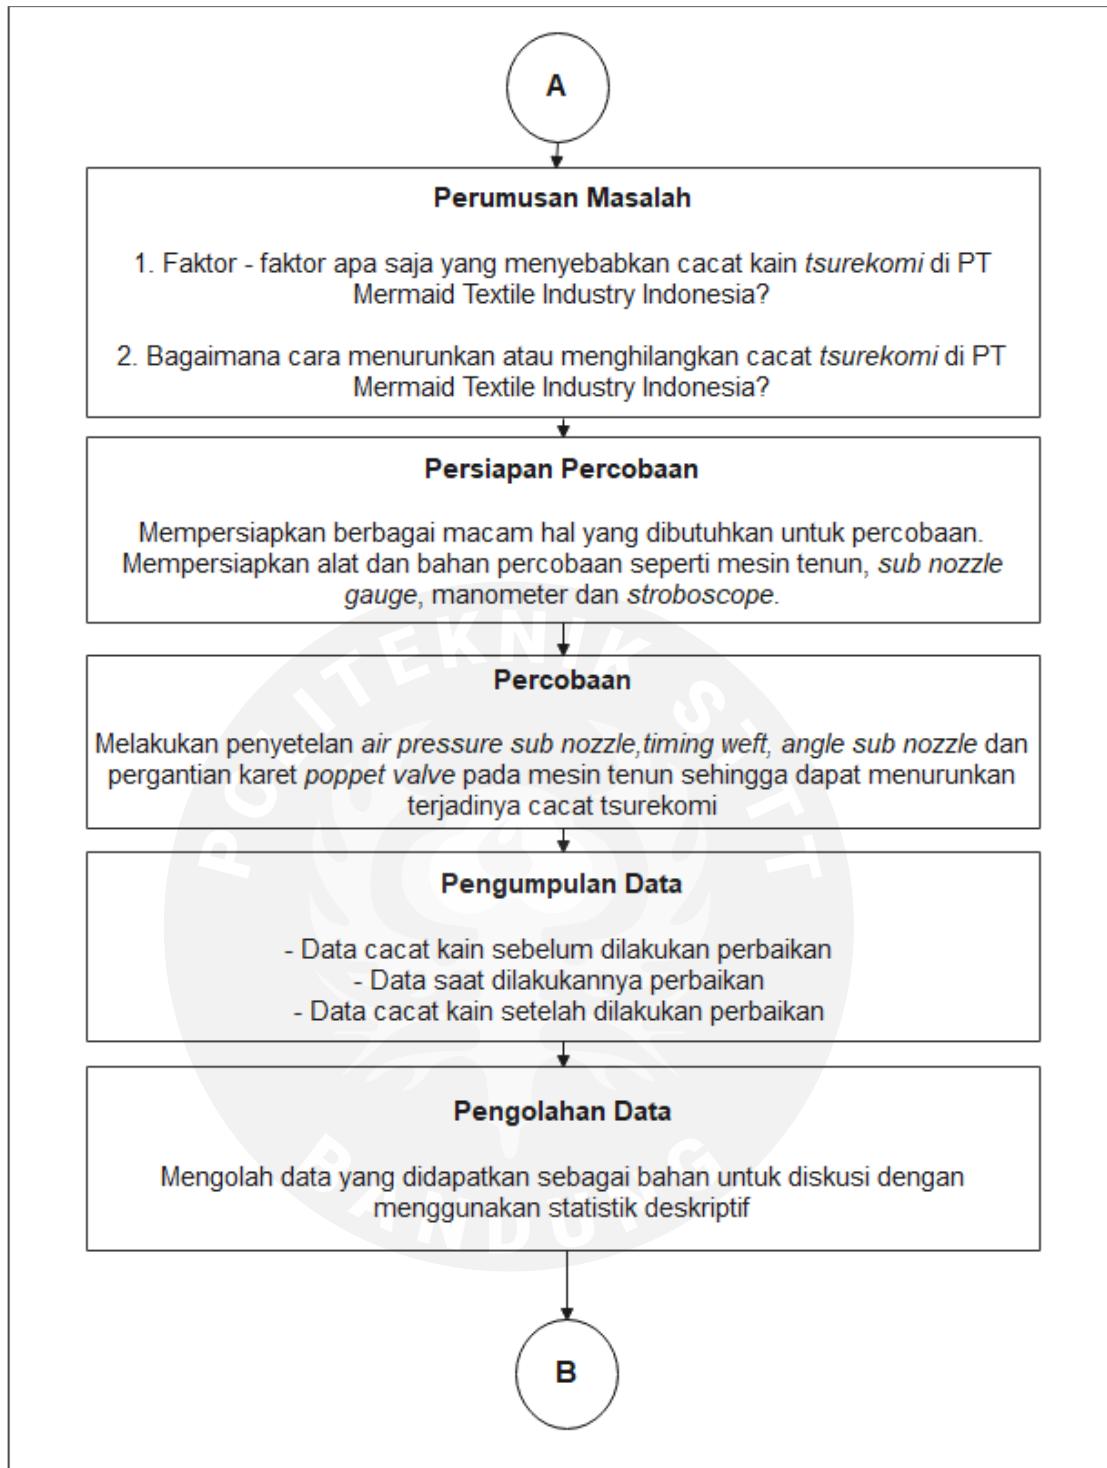 A
Perumusan Masalah
1. Faktor - faktor apa saja yang menyebabkan cacat kain tsurekomi di PT
Mermaid Textile Industry Indonesia?
2. Bagaimana cara menurunkan atau menghilangkan cacat tsurekomi di PT
Mermaid Textile Industry Indonesia?
Persiapan Percobaan
Mempersiapkan berbagai macam hal yang dibutuhkan untuk percobaan.
Mempersiapkan alat dan bahan percobaan seperti mesin tenun, sub nozzle
gauge, manometer dan stroboscope.
Percobaan
Melakukan penyetelan air pressure sub nozzle,timing weft, angle sub nozzle dan
pergantian karet poppet valve pada mesin tenun sehingga dapat menurunkan
terjadinya cacat tsurekomi
Pengumpulan Data
- Data cacat kain sebelum dilakukan perbaikan
- Data saat dilakukannya perbaikan
- Data cacat kain setelah dilakukan perbaikan
Pengolahan Data
Mengolah data yang didapatkan sebagai bahan untuk diskusi dengan
menggunakan statistik deskriptif
B
POLITEKNIK STTT
BANDUNG